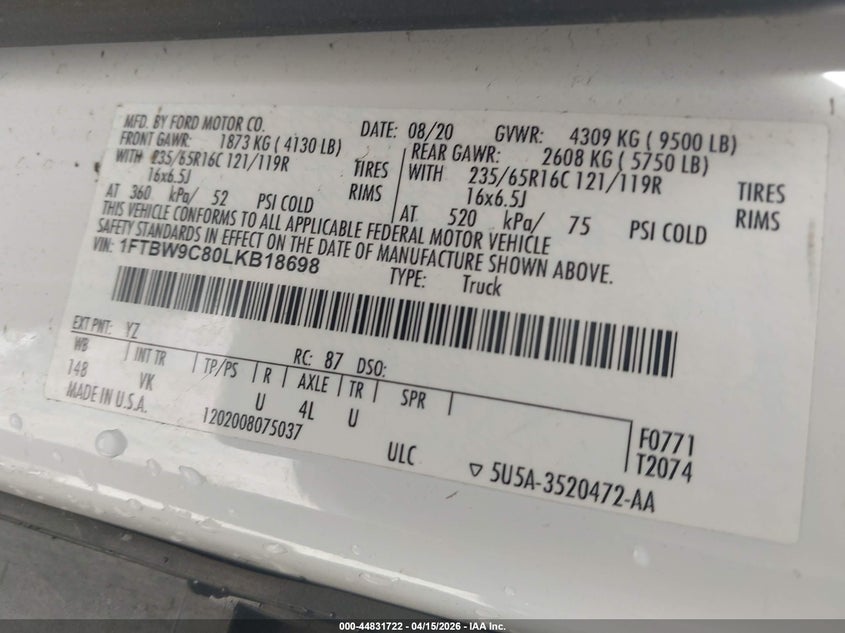 MFD. BY FORD MOTOR CO.
DATE: 08/20 GVWR: 4309 KG ( 9500 LB)
FRONT GAWR: 1873 KG ( 4130 LB)
WITH 235/65R16C 121/119R TIRES
16x6.5J RIMS
AT 360 kPa/ 52 PSI COLD
REAR GAWR: 2608 KG ( 5750 LB)
WITH 235/65R16C 121/119R TIRES
16x6.5J RIMS
AT 520 kPa/ 75 PSI COLD
THIS VEHICLE CONFORMS TO ALL APPLICABLE FEDERAL MOTOR VEHICLE
SAFETY STANDARDS IN EFFECT ON THE DATE OF MANUFACTURE SHOWN ABOVE.
VIN: 1FTBW9C80LKB18698
TYPE: Truck
EXT PNT: YZ RC: 87 DSO:
WB INT TR TP/PS R AXLE TR SPR
148 VK U 4L U
MADE IN U.S.A. 1202008075037
F0771
T2074
ULC ▽ 5U5A-3520472-AA
000-44831722 - 04/15/2026 - IAA Inc.